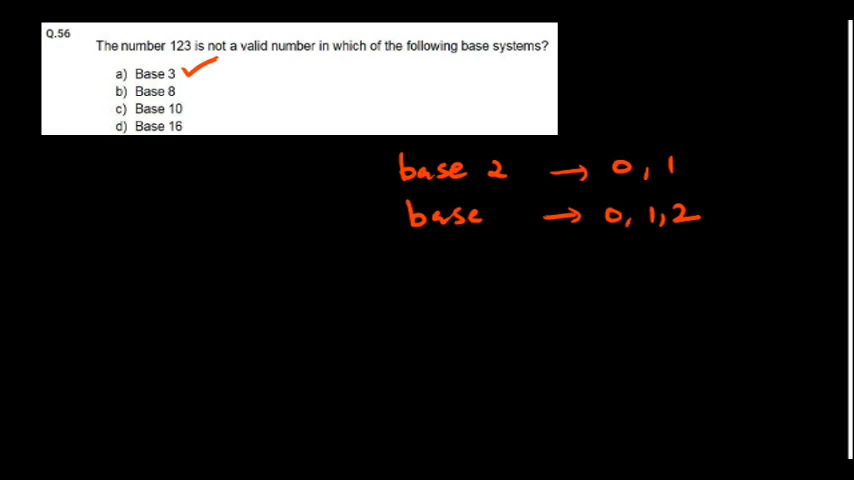 Q.56
The number 123 is not a valid number in which of the following base systems?
a) Base 3
b) Base 8
c) Base 10
d) Base 16
base 2 → 0, 1
base → 0, 1, 2